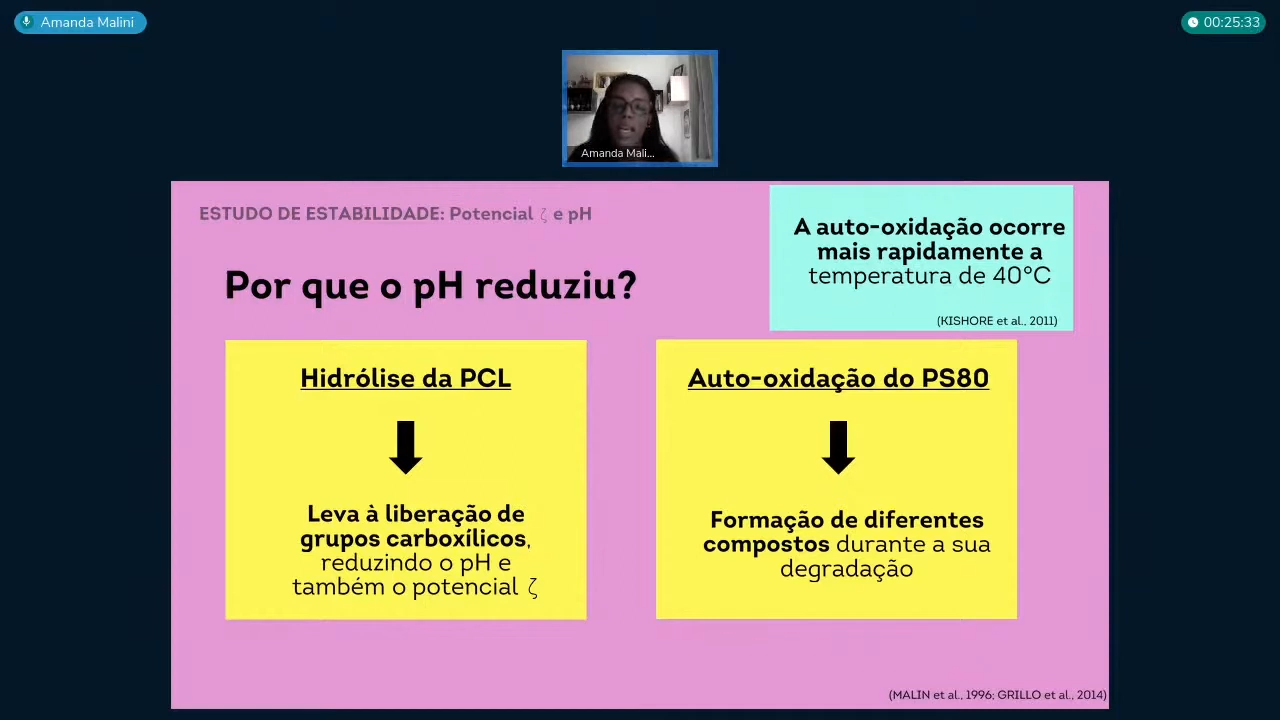 Amanda Malini
00:25:33
Amanda Mali...
ESTUDO DE ESTABILIDADE: Potencial ζ e pH
Por que o pH reduziu?
A auto-oxidação ocorre
mais rapidamente a
temperatura de 40°C
(KISHORE et al., 2011)
Hidrólise da PCL
Leva à liberação de
grupos carboxílicos,
reduzindo o pH e
também o potencial ζ
Auto-oxidação do PS80
Formação de diferentes
compostos durante a sua
degradação
(MALIN et al., 1996; GRILLO et al., 2014)